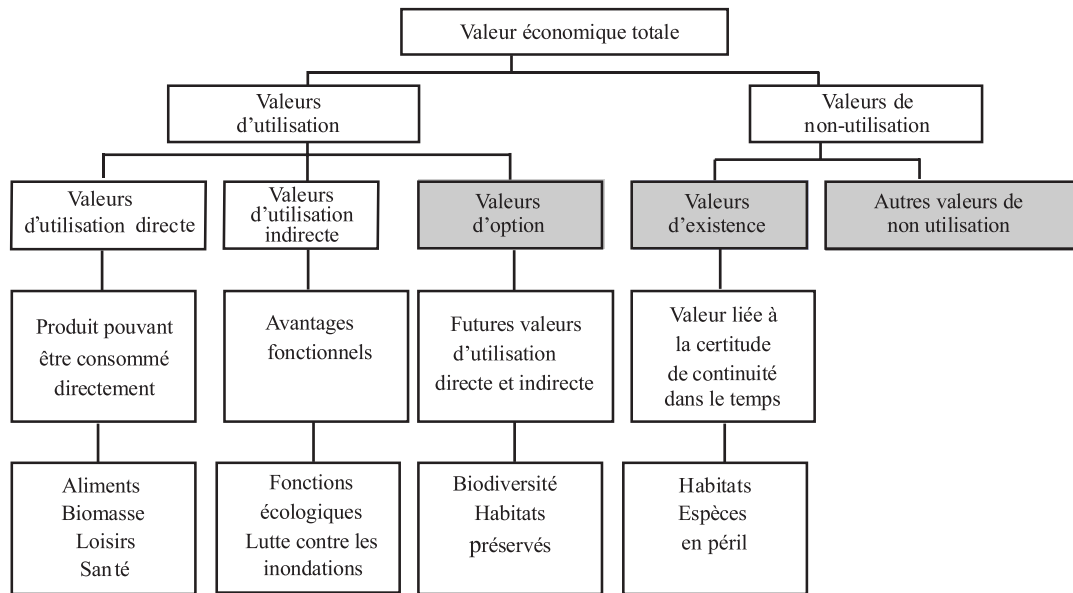 Valeur économique totale
Valeurs
d'utilisation
Valeurs de
non-utilisation
Valeurs
d'utilisation directe
Valeurs
d'utilisation
indirecte
Valeurs
d'option
Valeurs
d'existence
Autres valeurs de
non utilisation
Produit pouvant
être consommé
directement
Avantages
fonctionnels
Futures valeurs
d'utilisation
directe et indirecte
Valeur liée à
la certitude
de continuité
dans le temps
Aliments
Biomasse
Loisirs
Santé
Fonctions
écologiques
Lutte contre les
inondations
Biodiversité
Habitats
préservés
Habitats
Espèces
en péril